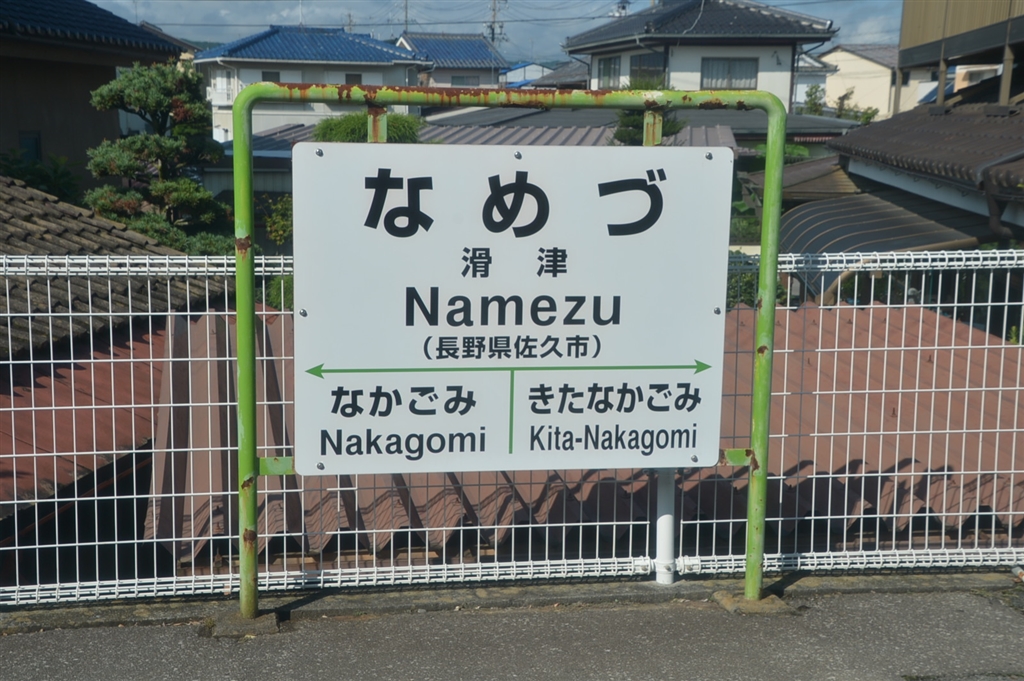 なめづ
滑津
Namezu
（長野県佐久市）
なかごみ きたなかごみ
Nakagomi Kita-Nakagomi